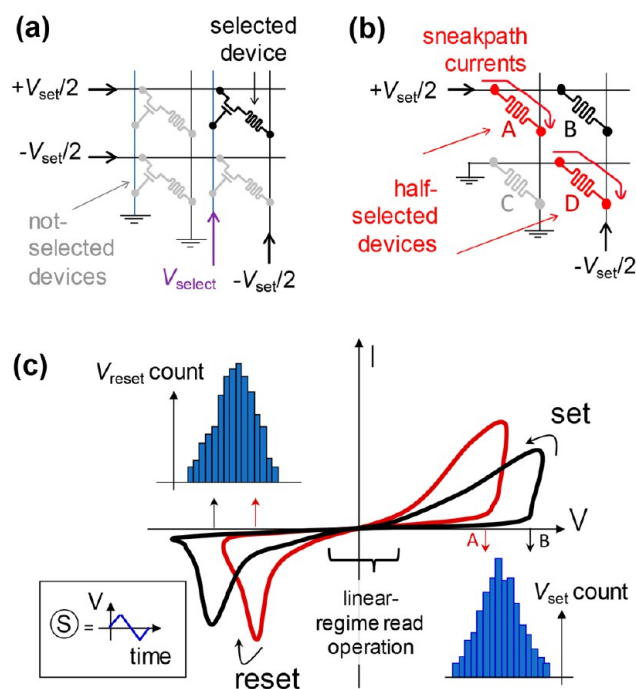 (a)
selected
device
+Vset/2
-Vset/2
not-
selected
devices
Vselect
-Vset/2
(b)
sneakpath
currents
+Vset/2
A
B
half-
selected
devices
C
D
-Vset/2
(c)
Vreset count
I
set
V
A
B
linear-
regime read
operation
Vset count
reset
S = V
time